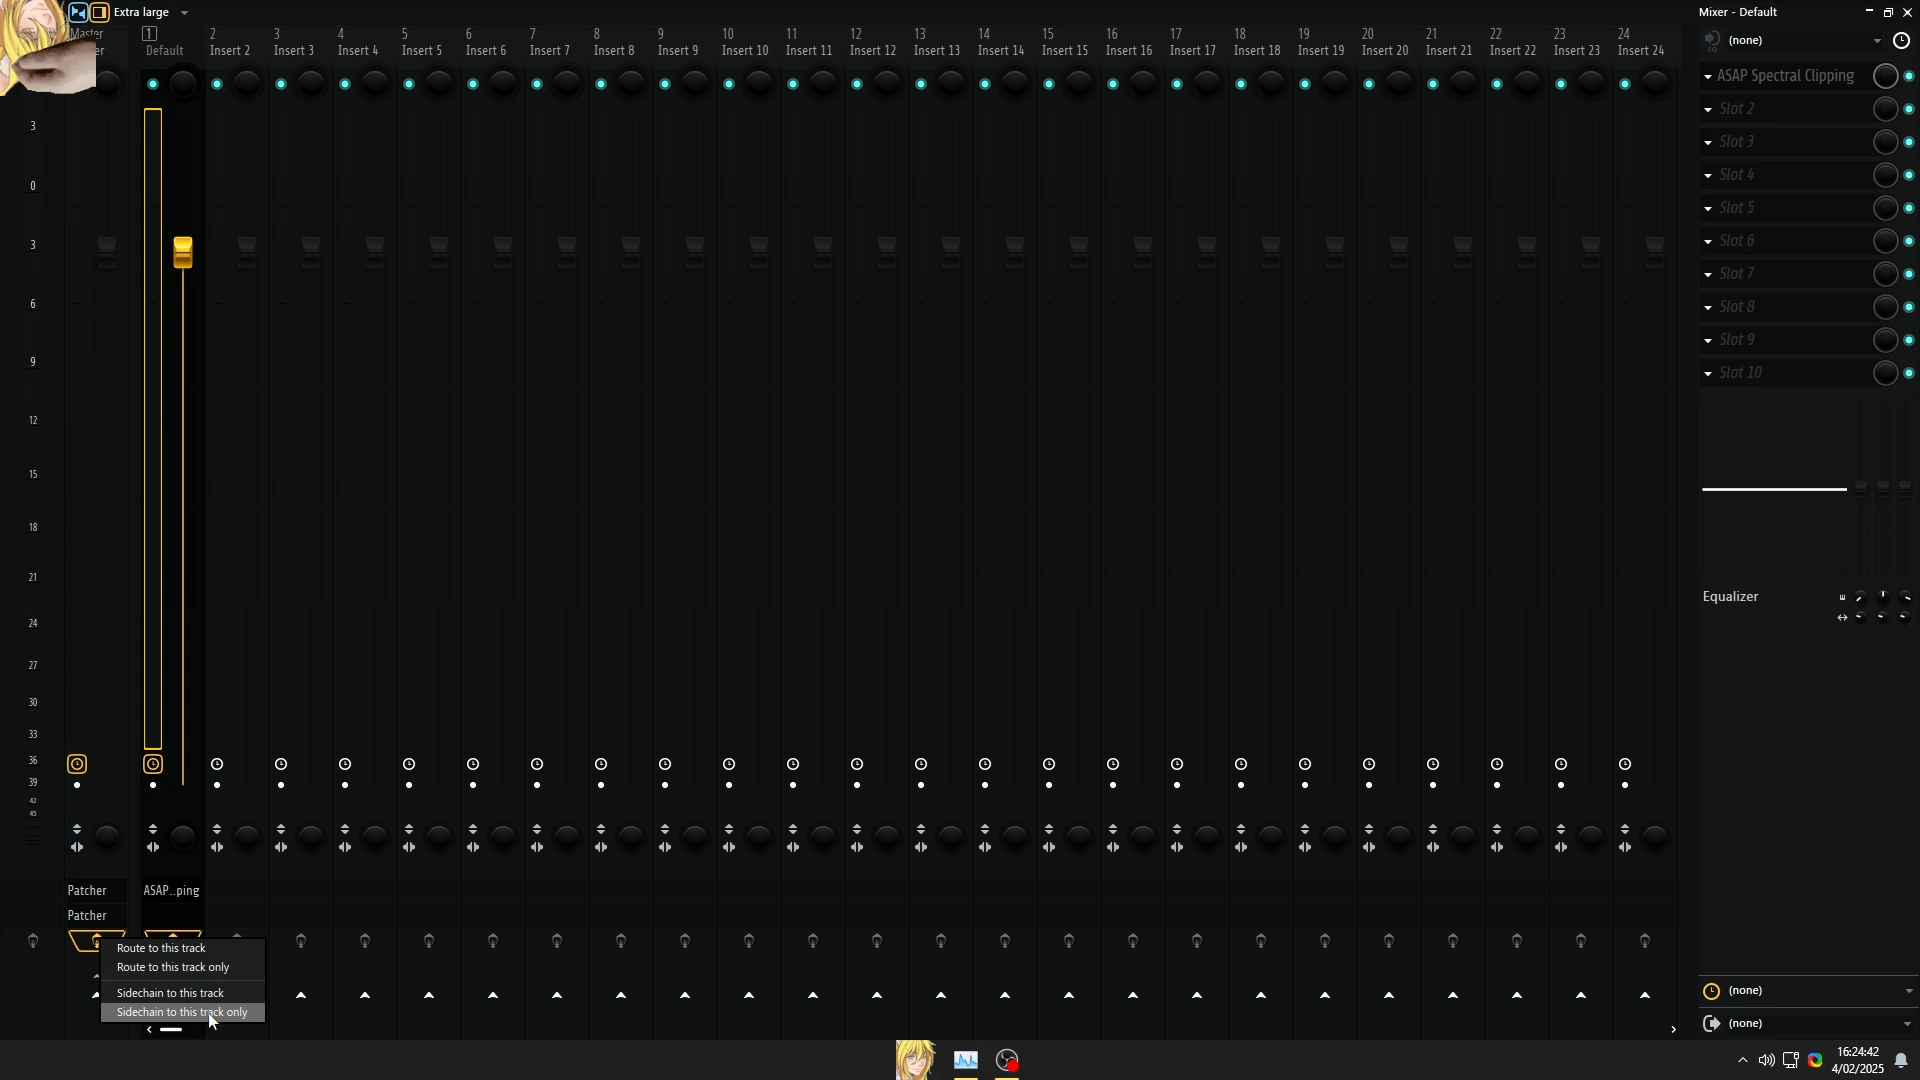 Extra large
Mixer - Default
Master
1 2 3 4 5 6 7 8 9 10 11 12 13 14 15 16 17 18 19 20 21 22 23 24
Default Insert 2 Insert 3 Insert 4 Insert 5 Insert 6 Insert 7 Insert 8 Insert 9 Insert 10 Insert 11 Insert 12 Insert 13 Insert 14 Insert 15 Insert 16 Insert 17 Insert 18 Insert 19 Insert 20 Insert 21 Insert 22 Insert 23 Insert 24
(none)
ASAP Spectral Clipping
Slot 2
Slot 3
Slot 4
Slot 5
Slot 6
Slot 7
Slot 8
Slot 9
Slot 10
3
0
3
6
9
12
15
18
21
24
27
30
33
36
39
42
45
Equalizer
Patcher ASAP..ping
Patcher
Route to this track
Route to this track only
Sidechain to this track
Sidechain to this track only
(none)
(none)
16:24:42
4/02/2025